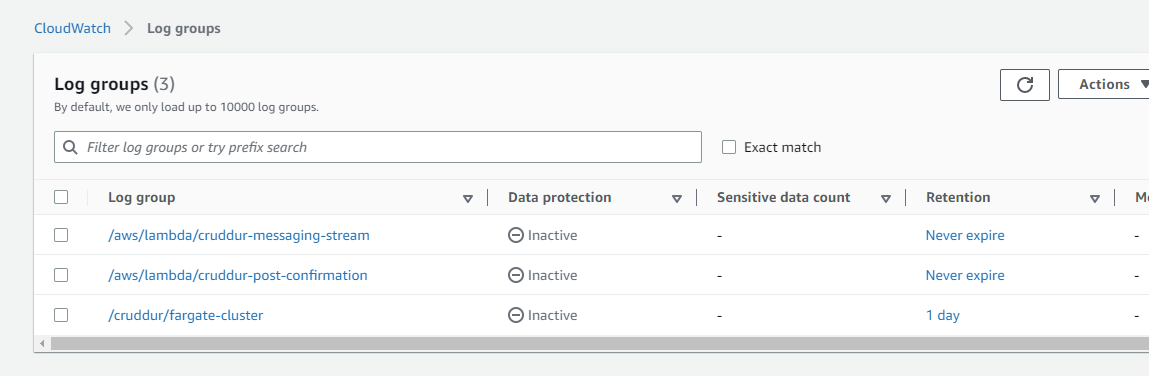 CloudWatch > Log groups
Log groups (3)
By default, we only load up to 10000 log groups.
Actions
Filter log groups or try prefix search
Exact match
Log group Data protection Sensitive data count Retention
/aws/lambda/cruddur-messaging-stream Inactive - Never expire -
/aws/lambda/cruddur-post-confirmation Inactive - Never expire -
/cruddur/fargate-cluster Inactive - 1 day -